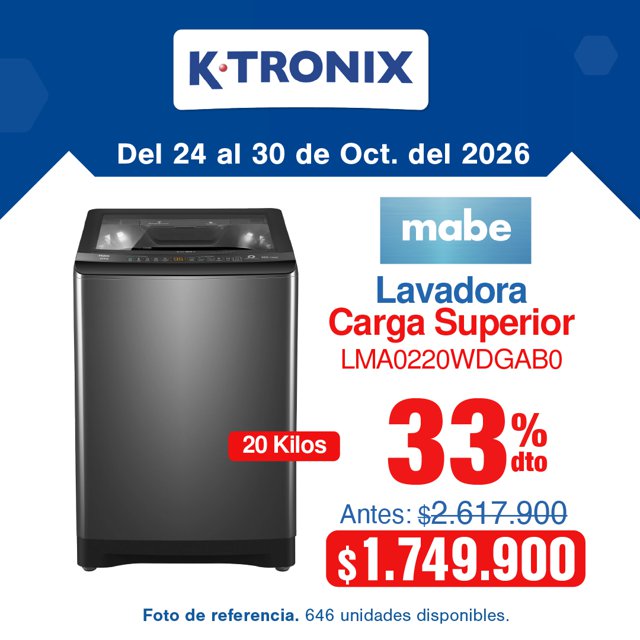 K·TRONIX
Del 24 al 30 de Oct. del 2026
mabe
Lavadora
Carga Superior
LMA0220WDGAB0
20 Kilos
33% dto
Antes: $2.617.900
$1.749.900
Foto de referencia. 646 unidades disponibles.